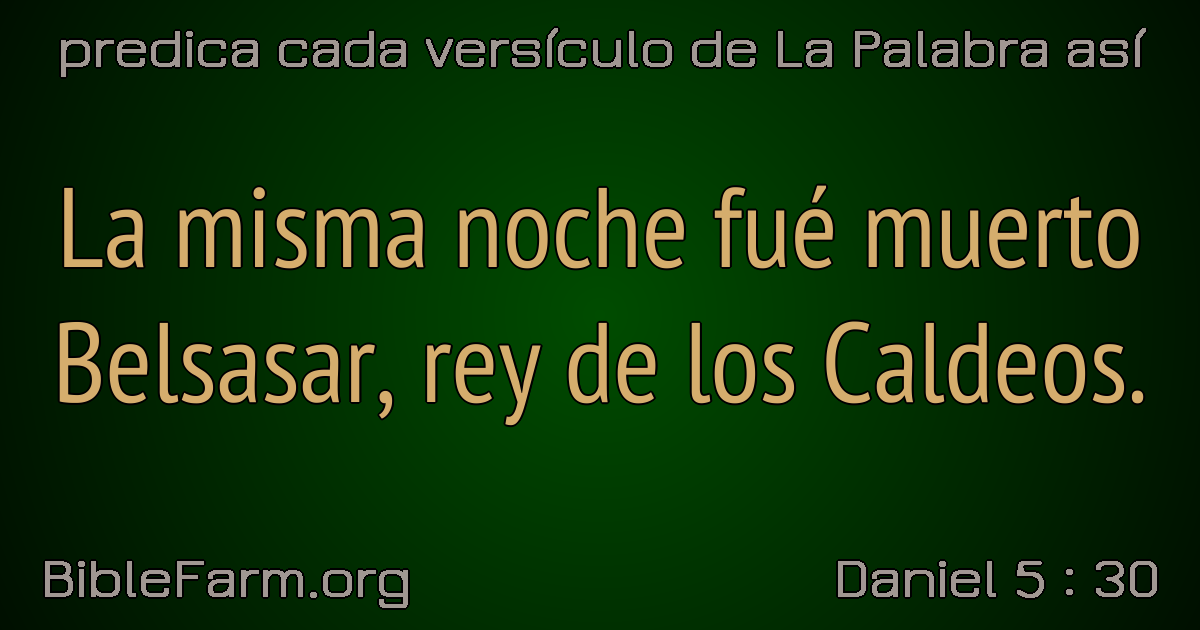 predica cada versículo de La Palabra así
La misma noche fué muerto
Belsasar, rey de los Caldeos.
BibleFarm.org
Daniel 5 : 30